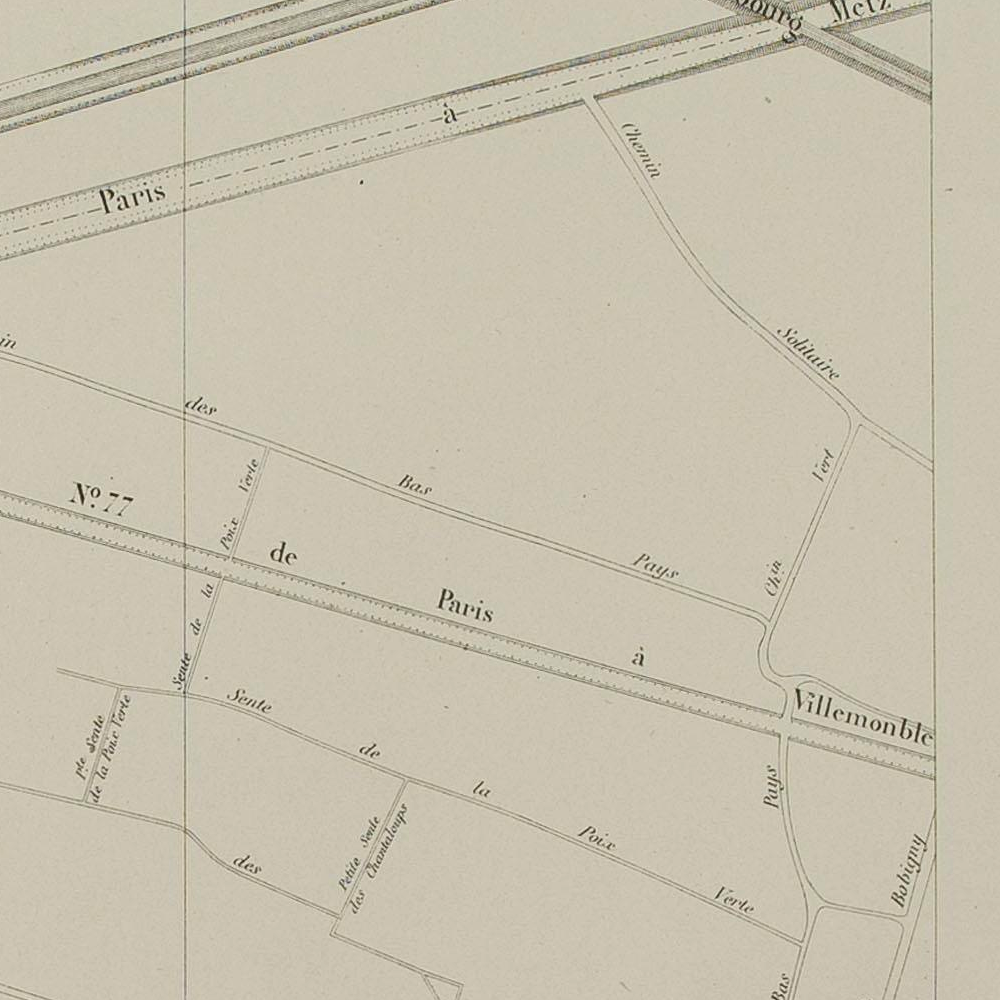 bourg
Metz
à
Paris
Chemin
Solitaire
in
des
Bas
Pays
Vert
Chin
No. 77
de
Paris
à
Villemonble
Poix Verte
Sente de la
Sente
de
la
Poix
Verte
pte Sente
de la Poix Verte
des
Petite Sente
des Chantaloups
Pays
Bas
Bobigny